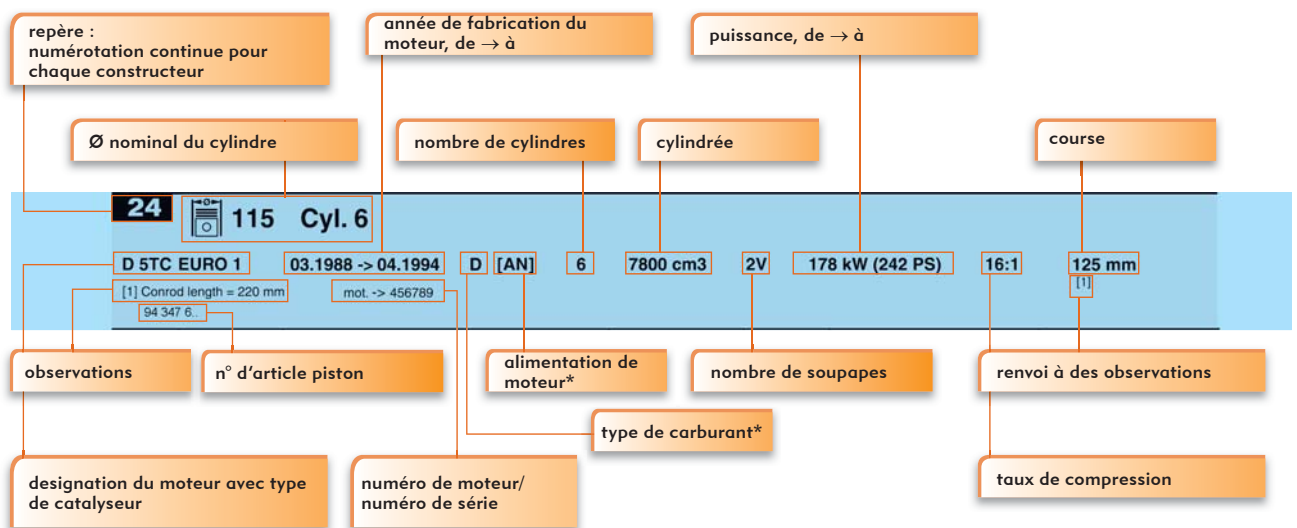 repère :
numérotation continue pour
chaque constructeur
année de fabrication du
moteur, de → à
puissance, de → à
Ø nominal du cylindre
nombre de cylindres
cylindrée
course
24
115 Cyl. 6
D 5TC EURO 1 03.1988 -> 04.1994 D [AN] 6 7800 cm3 2V 178 kW (242 PS) 16:1 125 mm
[1] Conrod length = 220 mm mot. -> 456789 [1]
94 347 6..
observations
n° d'article piston
alimentation de
moteur*
nombre de soupapes
renvoi à des observations
type de carburant*
designation du moteur avec type
de catalyseur
numéro de moteur/
numéro de série
taux de compression